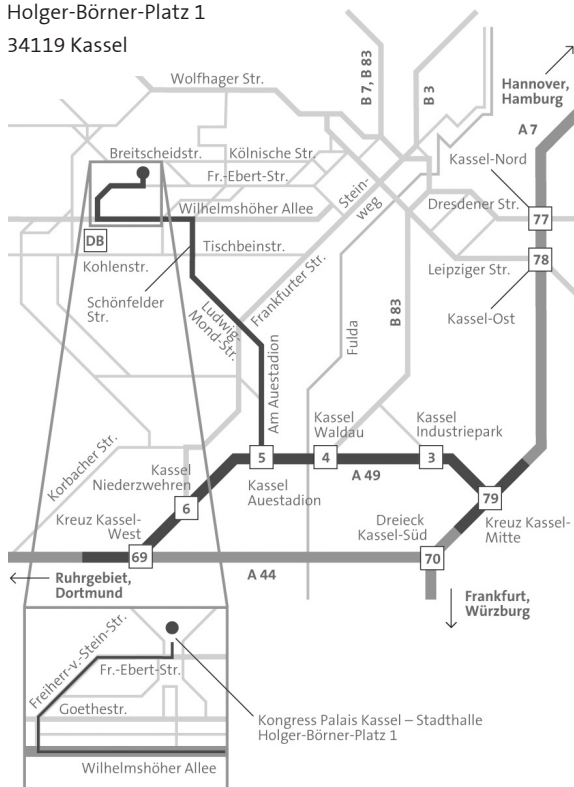 Holger-Börner-Platz 1
34119 Kassel
Wolfhager Str.
B 7, B 83
B 3
Hannover,
Hamburg
A 7
Breitscheidstr.
Kölnische Str.
Kassel-Nord
Fr.-Ebert-Str.
Stein-
weg
Wilhelmshöher Allee
Dresdener Str.
77
DB
Tischbeinstr.
Kohlenstr.
Leipziger Str.
78
Schönfelder
Str.
Frankfurter Str.
Kassel-Ost
Ludwig-
Mond-Str.
B 83
Fulda
Am Auestadion
Korbacher Str.
Kassel
Waldau
Kassel
Industriepark
Kassel
Niederzwehren
5
4
3
Kassel
Auestadion
A 49
6
79
Kreuz Kassel-
West
Dreieck
Kassel-Süd
Kreuz Kassel-
Mitte
69
70
A 44
Ruhrgebiet,
Dortmund
Frankfurt,
Würzburg
Freiherr-v.-Stein-Str.
Fr.-Ebert-Str.
Goethestr.
Kongress Palais Kassel – Stadthalle
Holger-Börner-Platz 1
Wilhelmshöher Allee